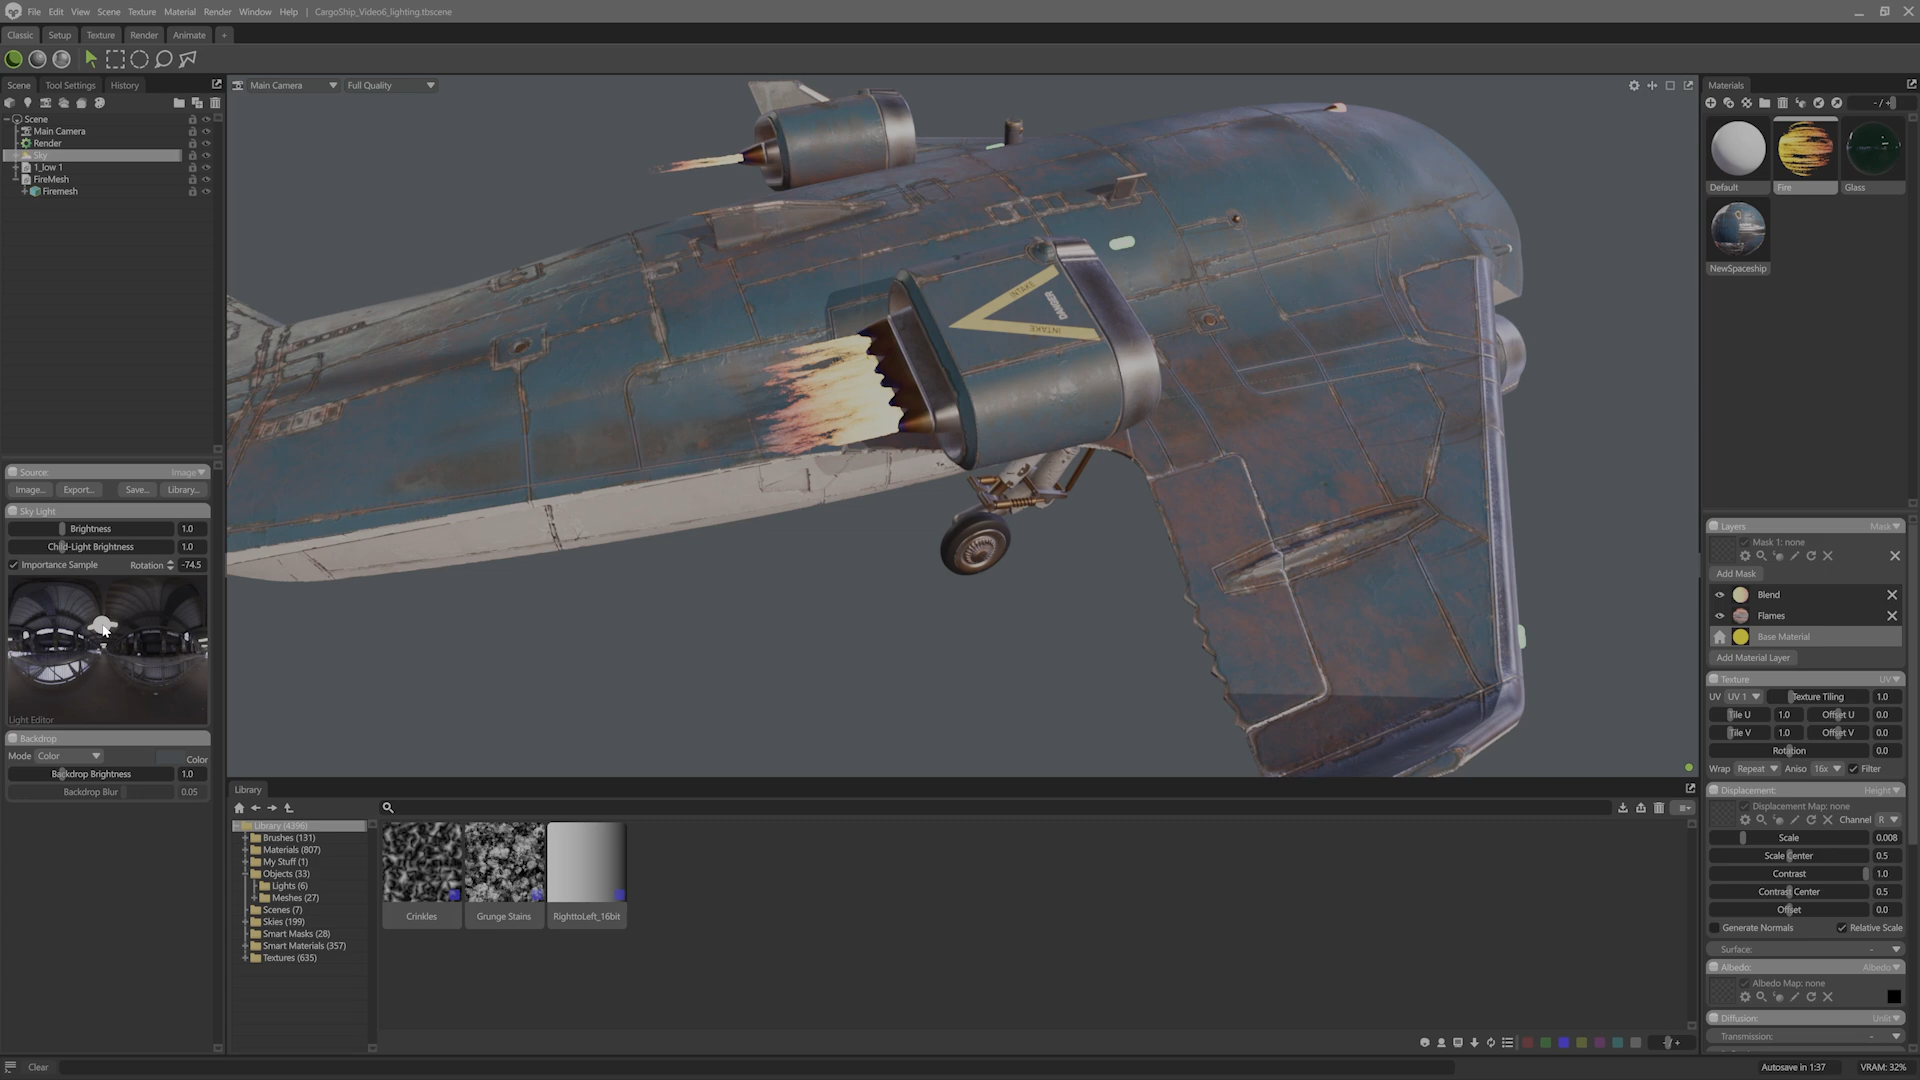 File Edit View Scene Texture Material Render Window Help | CargoShip_Video6_lighting.tbscene
Classic Setup Texture Render Animate +
Scene Tool Settings History
Main Camera Full Quality
Materials
Scene
Main Camera
Render
Sky
1_low 1
FireMesh
Firemesh
- / +
Default Fire Glass
NewSpaceship
INTAKE
DANGER
INTAKE
Source: Image
Image... Export... Save... Library...
Sky Light
Brightness 1.0
Child-Light Brightness 1.0
Importance Sample Rotation -74.5
Light Editor
Backdrop
Mode Color Color
Backdrop Brightness 1.0
Backdrop Blur 0.05
Layers Mask
Mask 1: none
Add Mask
Blend
Flames
Base Material
Add Material Layer
Texture UV
UV UV 1 Texture Tiling 1.0
Tile U 1.0 Offset U 0.0
Tile V 1.0 Offset V 0.0
Rotation 0.0
Wrap Repeat Aniso 16x Filter
Displacement: Height
Displacement Map: none
Channel R
Scale 0.008
Scale Center 0.5
Contrast 1.0
Contrast Center 0.5
Offset 0.0
Generate Normals Relative Scale
Surface: -
Albedo: Albedo
Albedo Map: none
Diffusion: Unlit
Transmission: -
Library
Library (4396)
Brushes (131)
Materials (807)
My Stuff (1)
Objects (33)
Lights (6)
Meshes (27)
Scenes (7)
Skies (199)
Smart Masks (28)
Smart Materials (357)
Textures (635)
Crinkles Grunge Stains RighttoLeft_16bit
Clear Autosave in 1:37 VRAM: 32%